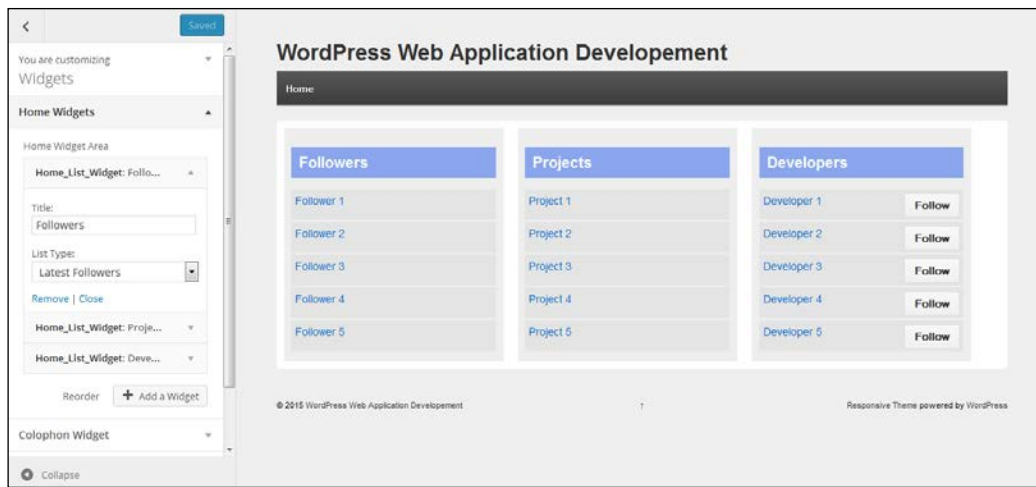 Saved
You are customizing
Widgets
Home Widgets
Home Widget Area
Home_List_Widget: Follo...
Title:
Followers
List Type:
Latest Followers
Remove | Close
Home_List_Widget: Proje...
Home_List_Widget: Deve...
Reorder
+ Add a Widget
Colophon Widget
Collapse
WordPress Web Application Developement
Home
Followers
Follower 1
Follower 2
Follower 3
Follower 4
Follower 5
Projects
Project 1
Project 2
Project 3
Project 4
Project 5
Developers
Developer 1 Follow
Developer 2 Follow
Developer 3 Follow
Developer 4 Follow
Developer 5 Follow
© 2015 WordPress Web Application Developement
↑
Responsive Theme powered by WordPress